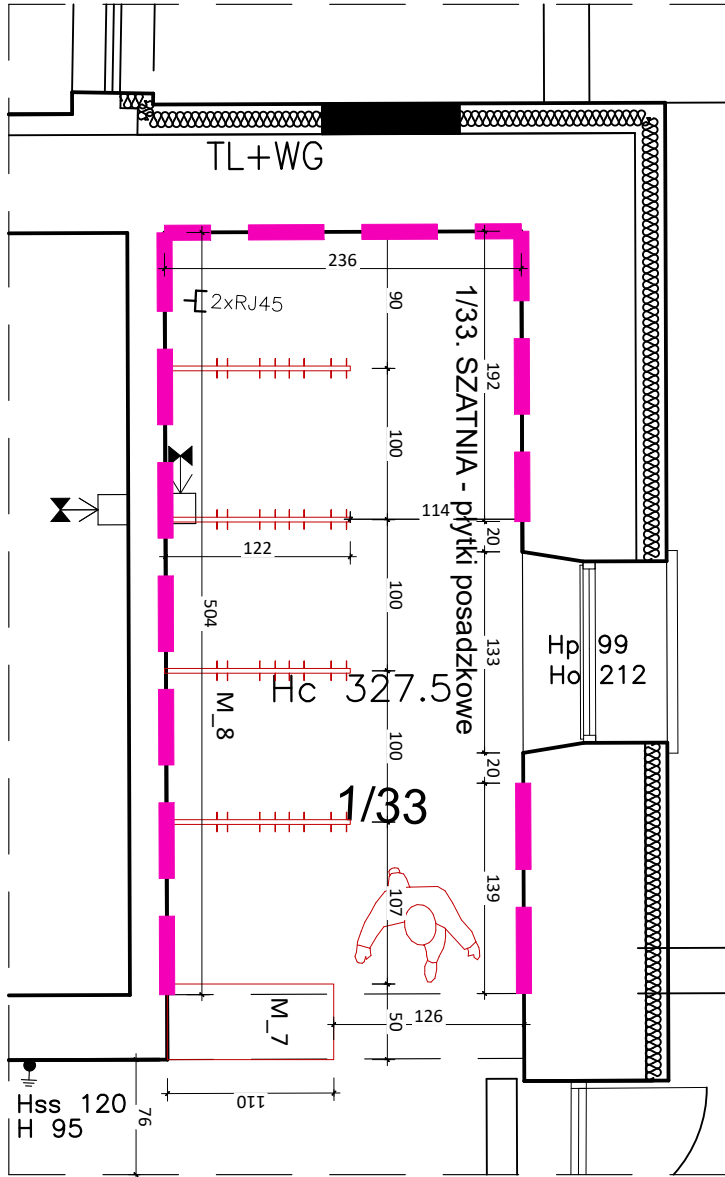 TL+WG
236
2xRJ45
90
192
1/33. SZATNIA - płytki posadzkowe
100
114
20
122
100
504
133
Hp 99
Ho 212
Hc 327.5
M_8
100
20
1/33
139
107
M_7
50
126
110
Hss 120
H 95
76